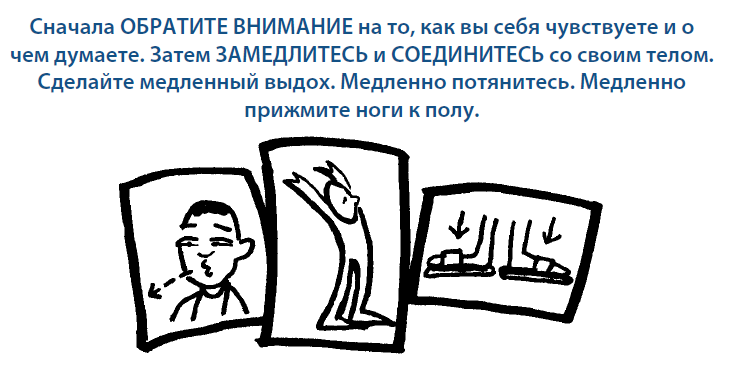 Сначала ОБРАТИТЕ ВНИМАНИЕ на то, как вы себя чувствуете и о
чем думаете. Затем ЗАМЕДЛИТЕСЬ и СОЕДИНИТЕСЬ со своим телом.
Сделайте медленный выдох. Медленно потянитесь. Медленно
прижмите ноги к полу.